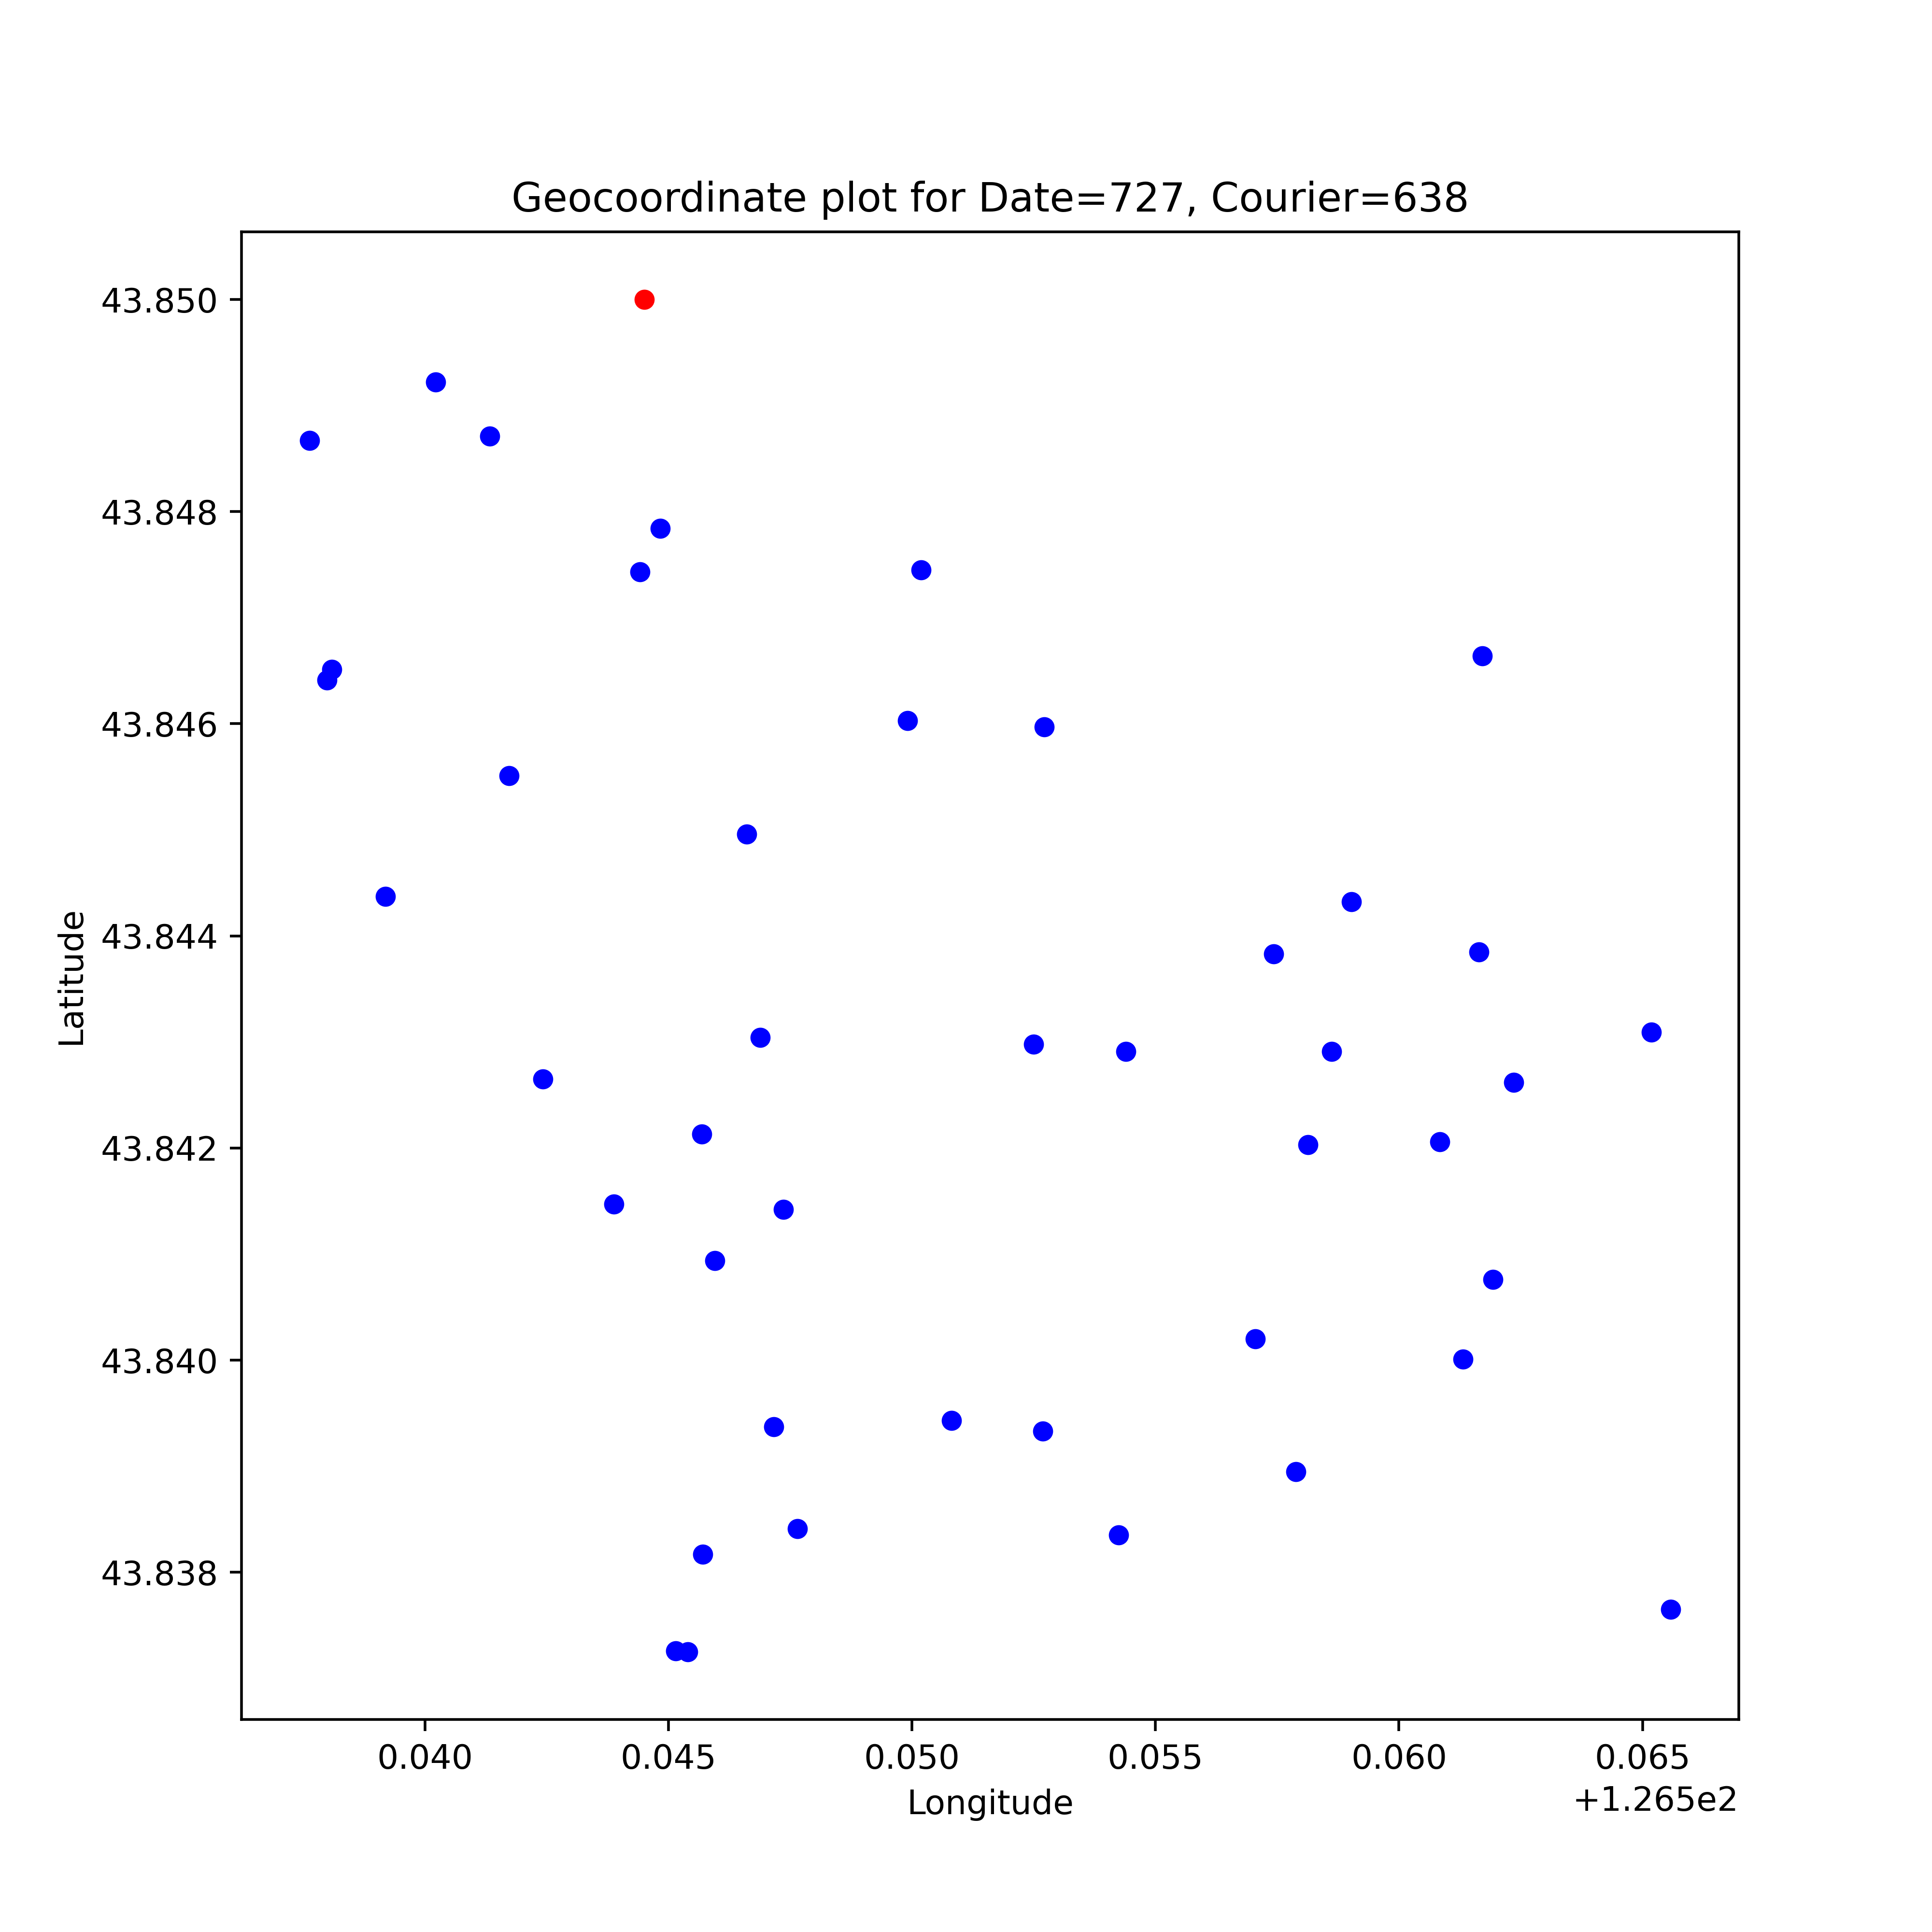 Geocoordinate plot for Date=727, Courier=638
43.850
43.848
43.846
43.844
43.842
43.840
43.838
Latitude
0.040 0.045 0.050 0.055 0.060 0.065
+1.265e2
Longitude